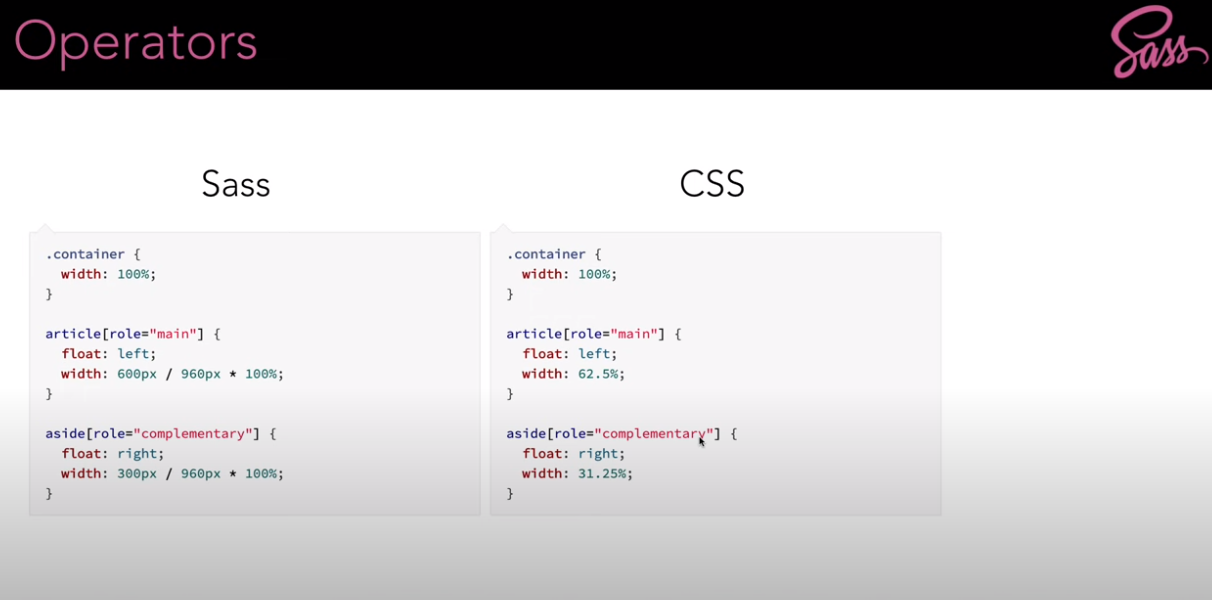 Operators
Sass
Sass
CSS
.container {
  width: 100%;
}
article[role="main"] {
  float: left;
  width: 600px / 960px * 100%;
}
aside[role="complementary"] {
  float: right;
  width: 300px / 960px * 100%;
}
.container {
  width: 100%;
}
article[role="main"] {
  float: left;
  width: 62.5%;
}
aside[role="complementary"] {
  float: right;
  width: 31.25%;
}